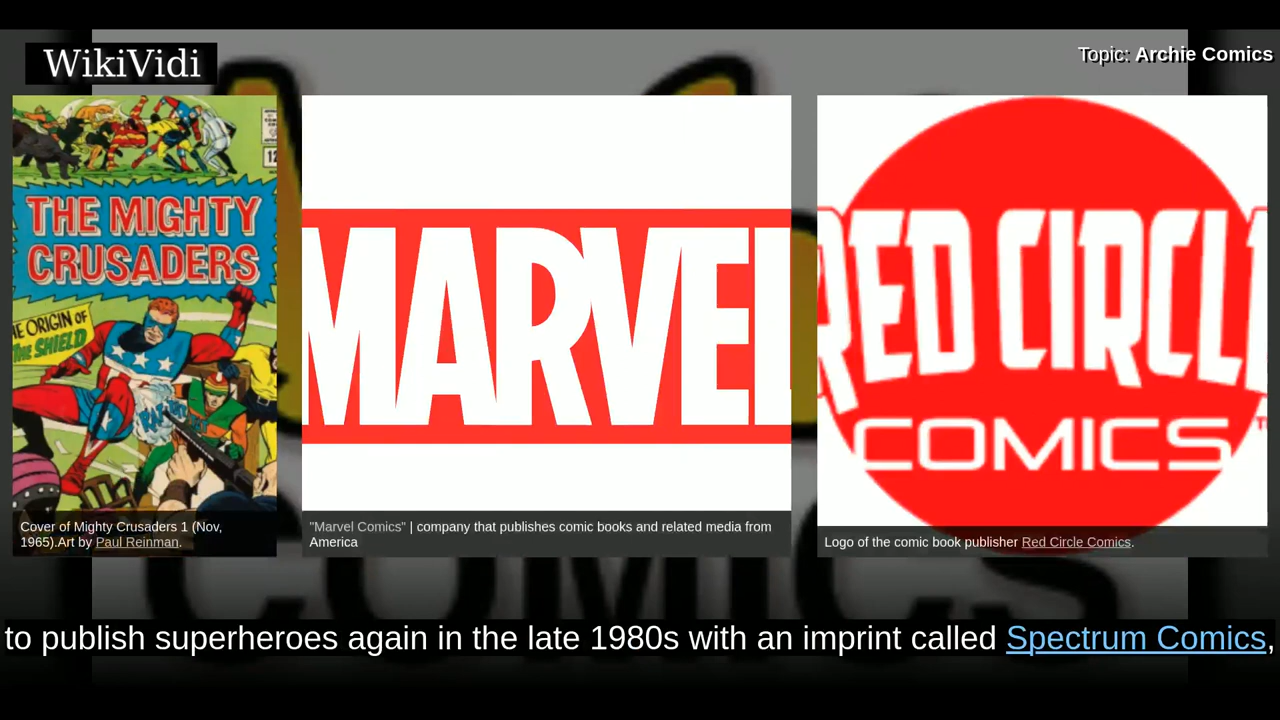 WikiVidi
Topic: Archie Comics
12
THE MIGHTY
CRUSADERS
THE ORIGIN OF
THE SHIELD
Cover of Mighty Crusaders 1 (Nov,
1965).Art by Paul Reinman.
MARVEL
"Marvel Comics" | company that publishes comic books and related media from
America
RED CIRCLE
COMICS
Logo of the comic book publisher Red Circle Comics.
COMICS
to publish superheroes again in the late 1980s with an imprint called Spectrum Comics,